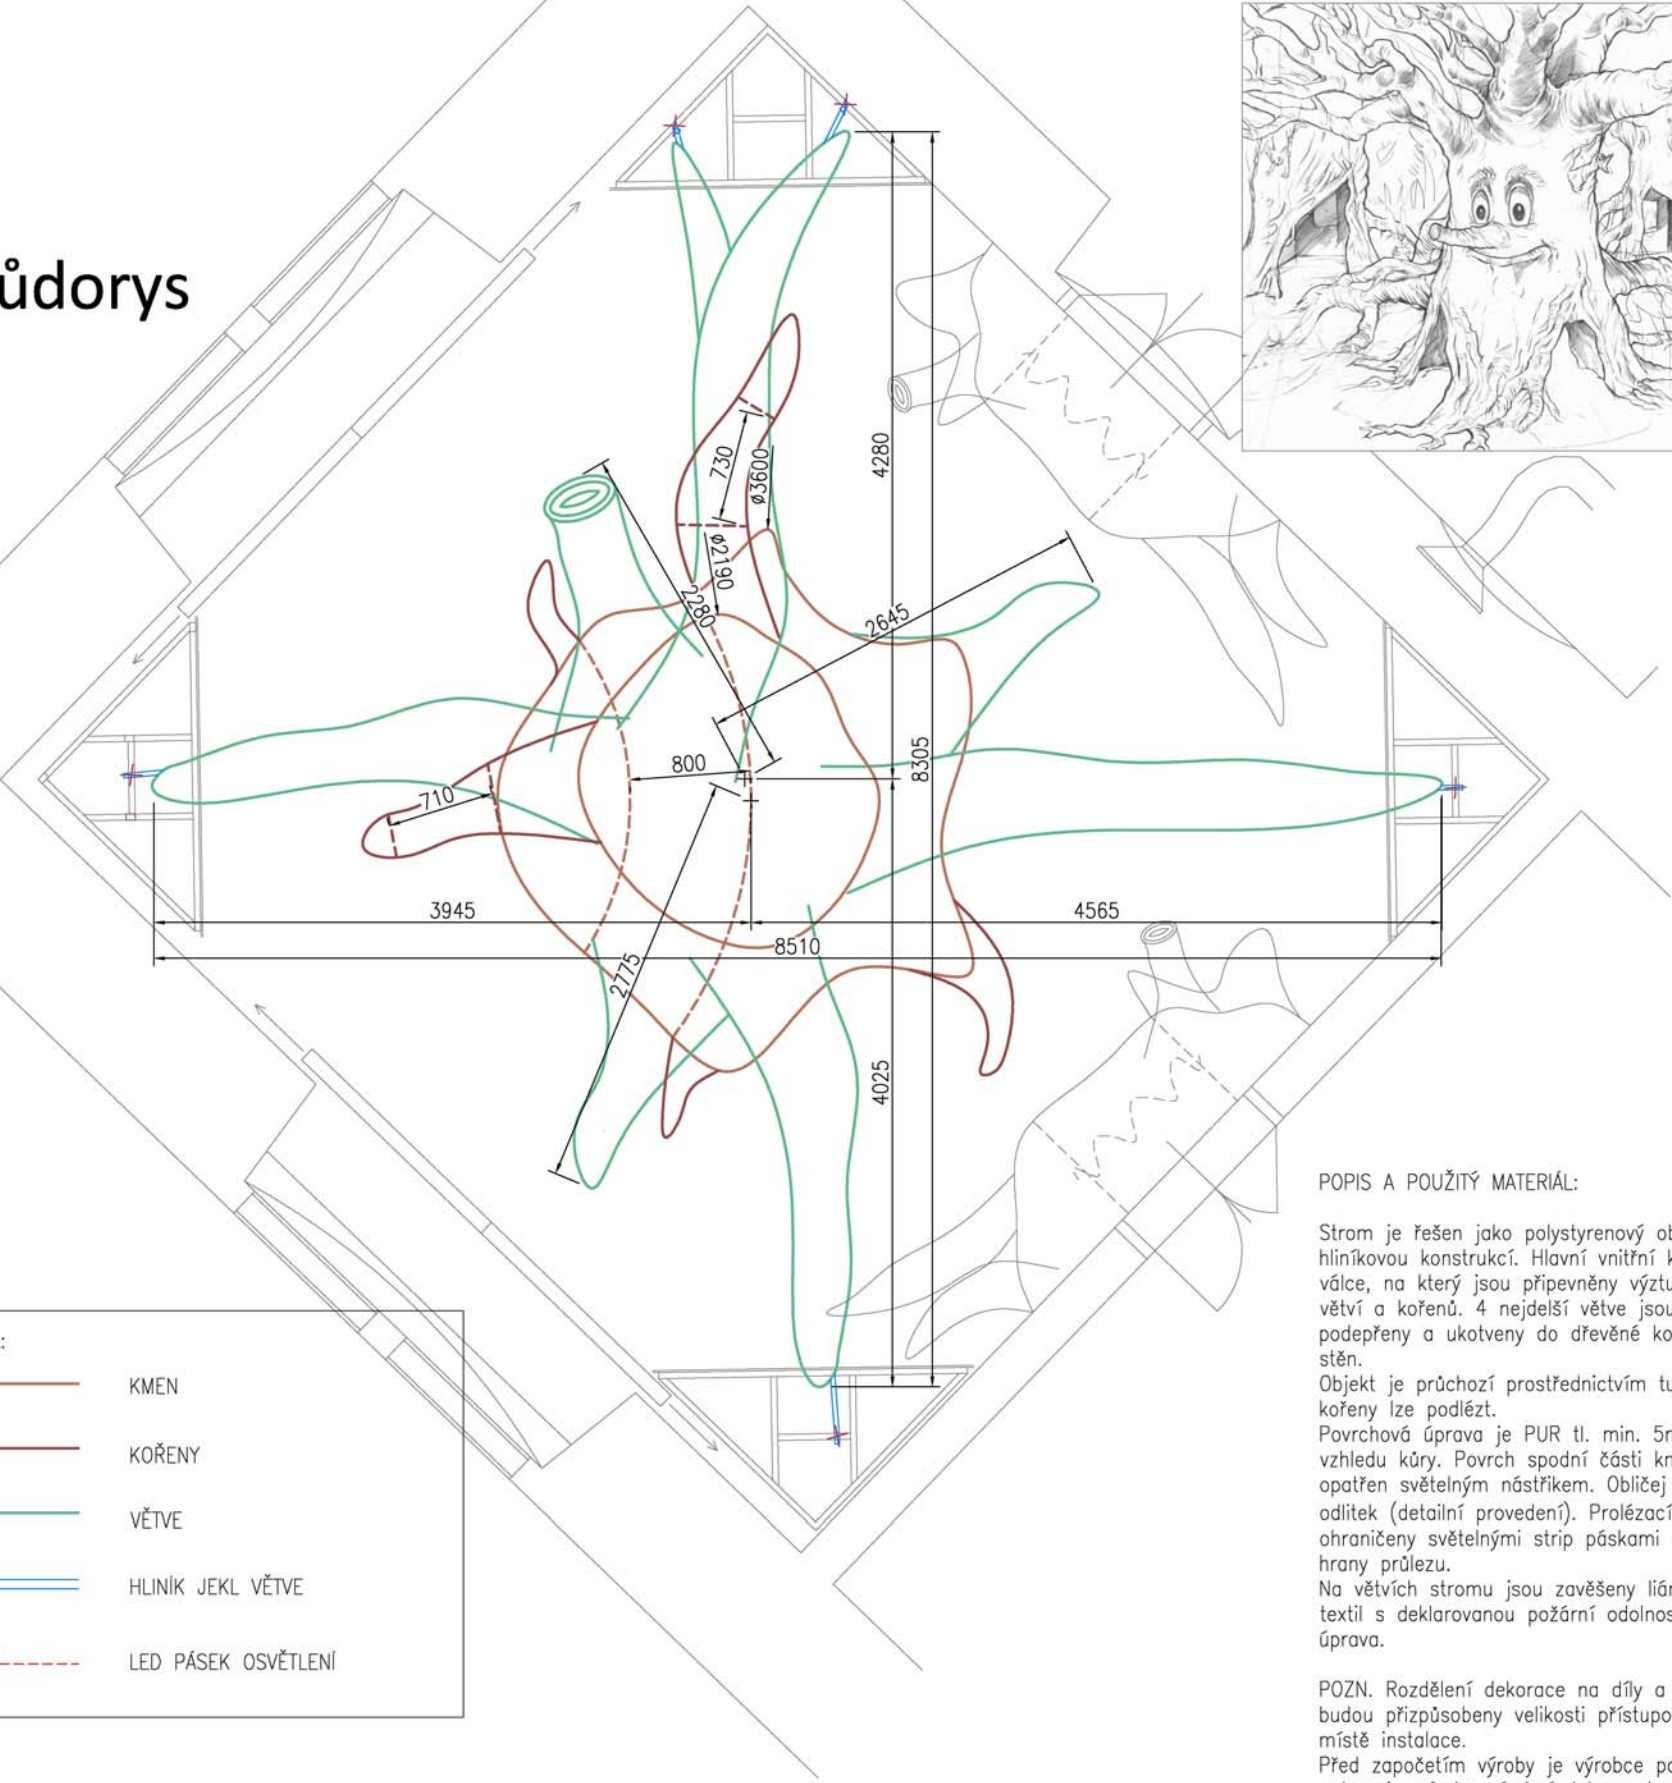 ůdorys
4280
730
ø3600
ø2190
2280
2645
8305
800
710
3945
4565
8510
2775
4025
KMEN
KOŘENY
VĚTVE
HLINÍK JEKL VĚTVE
LED PÁSEK OSVĚTLENÍ
POPIS A POUŽITÝ MATERIÁL:
Strom je řešen jako polystyrenový ob
hliníkovou konstrukcí. Hlavní vnitřní k
válce, na který jsou připevněny výztu
větví a kořenů. 4 nejdelší větve jsou
podepřeny a ukotveny do dřevěné ko
stěn.
Objekt je průchozí prostřednictvím tu
kořeny lze podlézt.
Povrchová úprava je PUR tl. min. 5m
vzhledu kůry. Povrch spodní části km
opatřen světelným nástřikem. Obličej
odlitek (detailní provedení). Prolézací
ohraničeny světelnými strip páskami
hrany průlezu.
Na větvích stromu jsou zavěšeny lián
textil s deklarovanou požární odolnos
úprava.
POZN. Rozdělení dekorace na díly a
budou přizpůsobeny velikosti přístupo
místě instalace.
Před započetím výroby je výrobce po